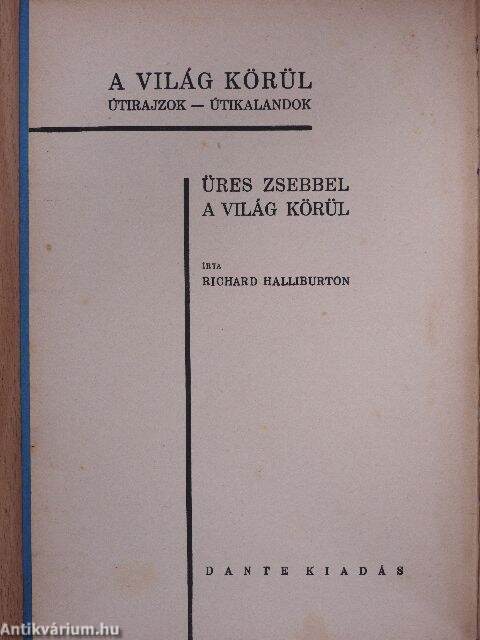 A VILÁG KÖRÜL
ÚTIRAJZOK — ÚTIKALANDOK
ÜRES ZSEBBEL
A VILÁG KÖRÜL
ÍRTA
RICHARD HALLIBURTON
DANTE KIADÁS
Antikvárium.hu